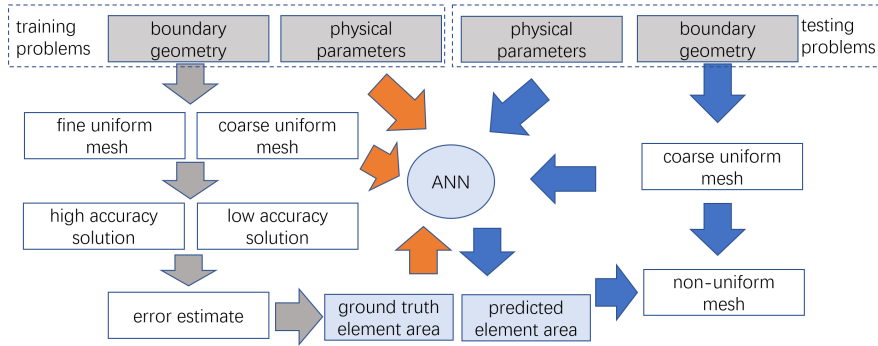 training
problems
boundary
geometry
physical
parameters
physical
parameters
boundary
geometry
testing
problems
fine uniform
mesh
coarse uniform
mesh
coarse uniform
mesh
ANN
high accuracy
solution
low accuracy
solution
error estimate
ground truth
element area
predicted
element area
non-uniform
mesh